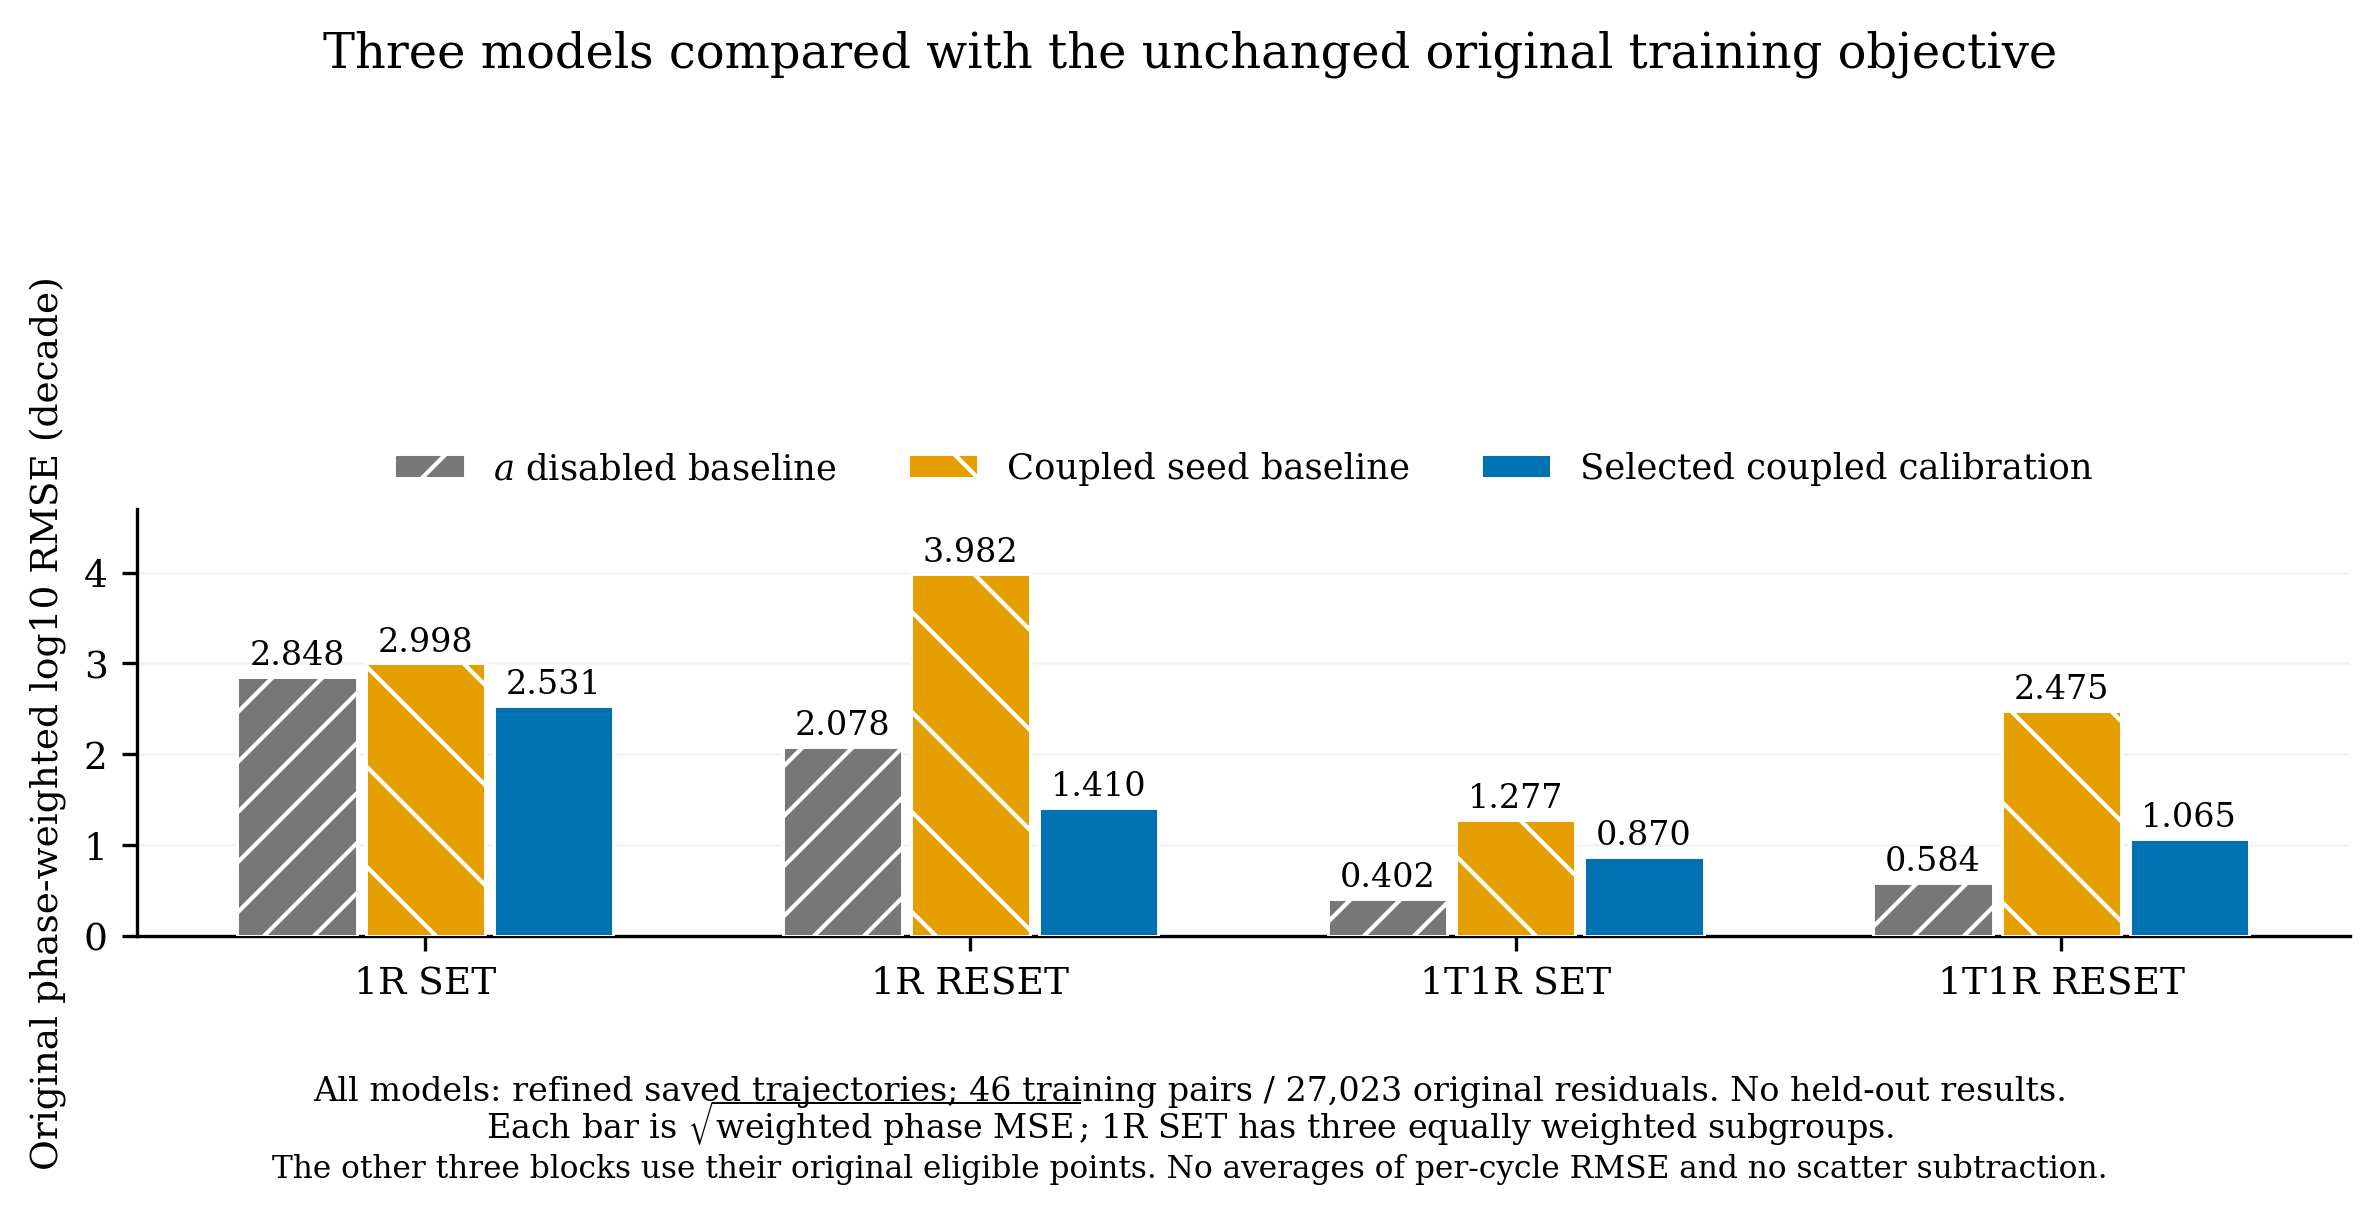 Three models compared with the unchanged original training objective
Original phase-weighted log10 RMSE (decade)
a disabled baseline
Coupled seed baseline
Selected coupled calibration
4
3
2
1
0
2.848
2.998
2.531
2.078
3.982
1.410
0.402
1.277
0.870
0.584
2.475
1.065
1R SET
1R RESET
1T1R SET
1T1R RESET
All models: refined saved trajectories; 46 training pairs / 27,023 original residuals. No held-out results.
Each bar is √weighted phase MSE; 1R SET has three equally weighted subgroups.
The other three blocks use their original eligible points. No averages of per-cycle RMSE and no scatter subtraction.